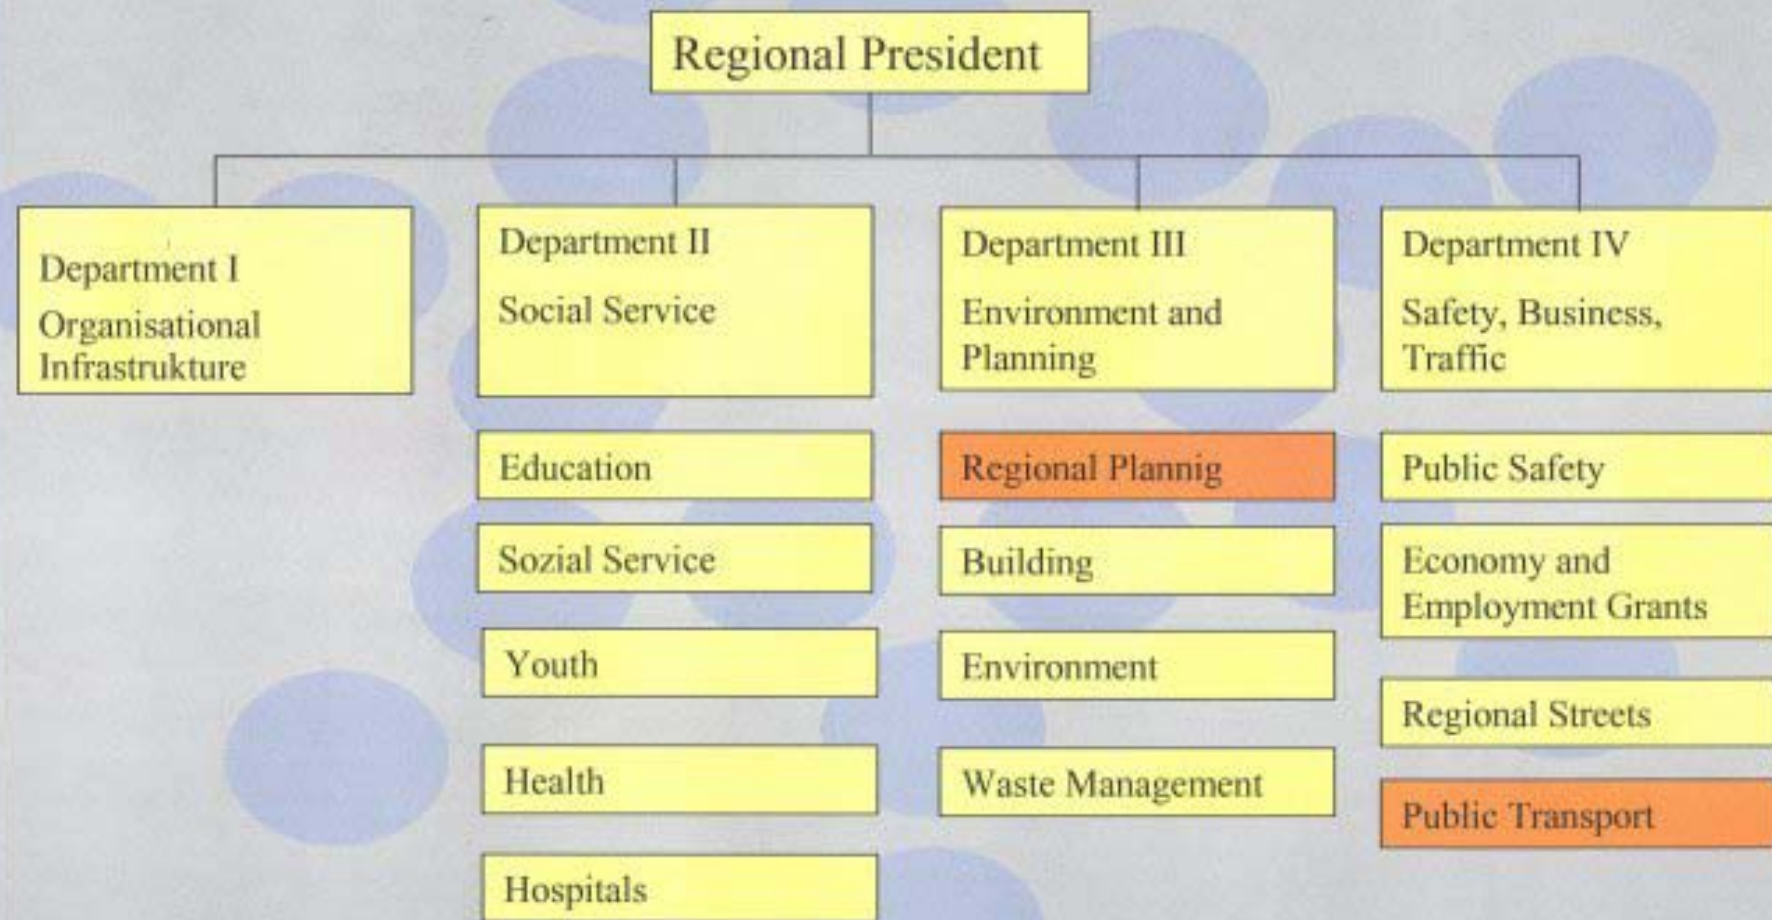 Regional President
Department I
Organisational
Infrastrukture
Department II
Social Service
Education
Sozial Service
Youth
Health
Hospitals
Department III
Environment and
Planning
Regional Plannig
Building
Environment
Waste Management
Department IV
Safety, Business,
Traffic
Public Safety
Economy and
Employment Grants
Regional Streets
Public Transport